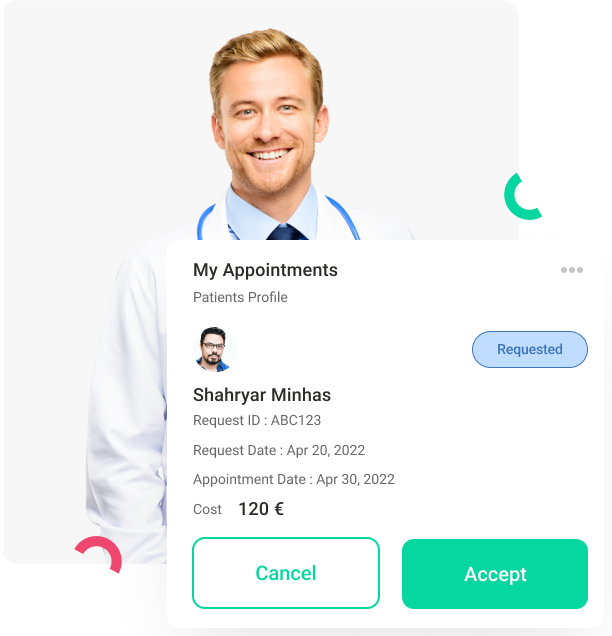 My Appointments
Patients Profile
Requested
Shahryar Minhas
Request ID : ABC123
Request Date : Apr 20, 2022
Appointment Date : Apr 30, 2022
Cost 120 €
Cancel
Accept